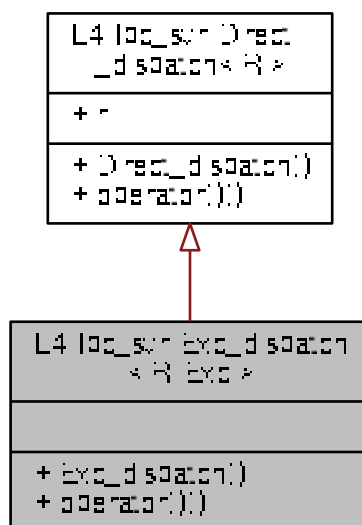 L4::Ipc_svr::Direct
_dispatch< R >
+ r
+ Direct_dispatch()
+ operator()()
L4::Ipc_svr::Exc_dispatch
< R, Exc >
+ Exc_dispatch()
+ operator()()